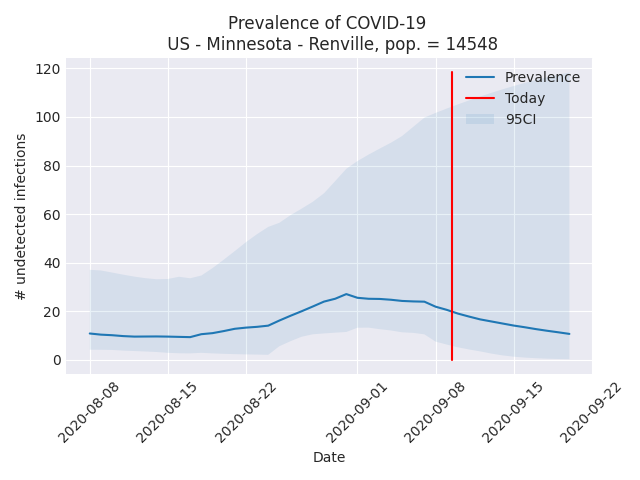 Prevalence of COVID-19
US - Minnesota - Renville, pop. = 14548
120
100
80
60
40
20
0
# undetected infections
Prevalence
Today
95CI
2020-08-08
2020-08-15
2020-08-22
2020-09-01
2020-09-08
2020-09-15
2020-09-22
Date